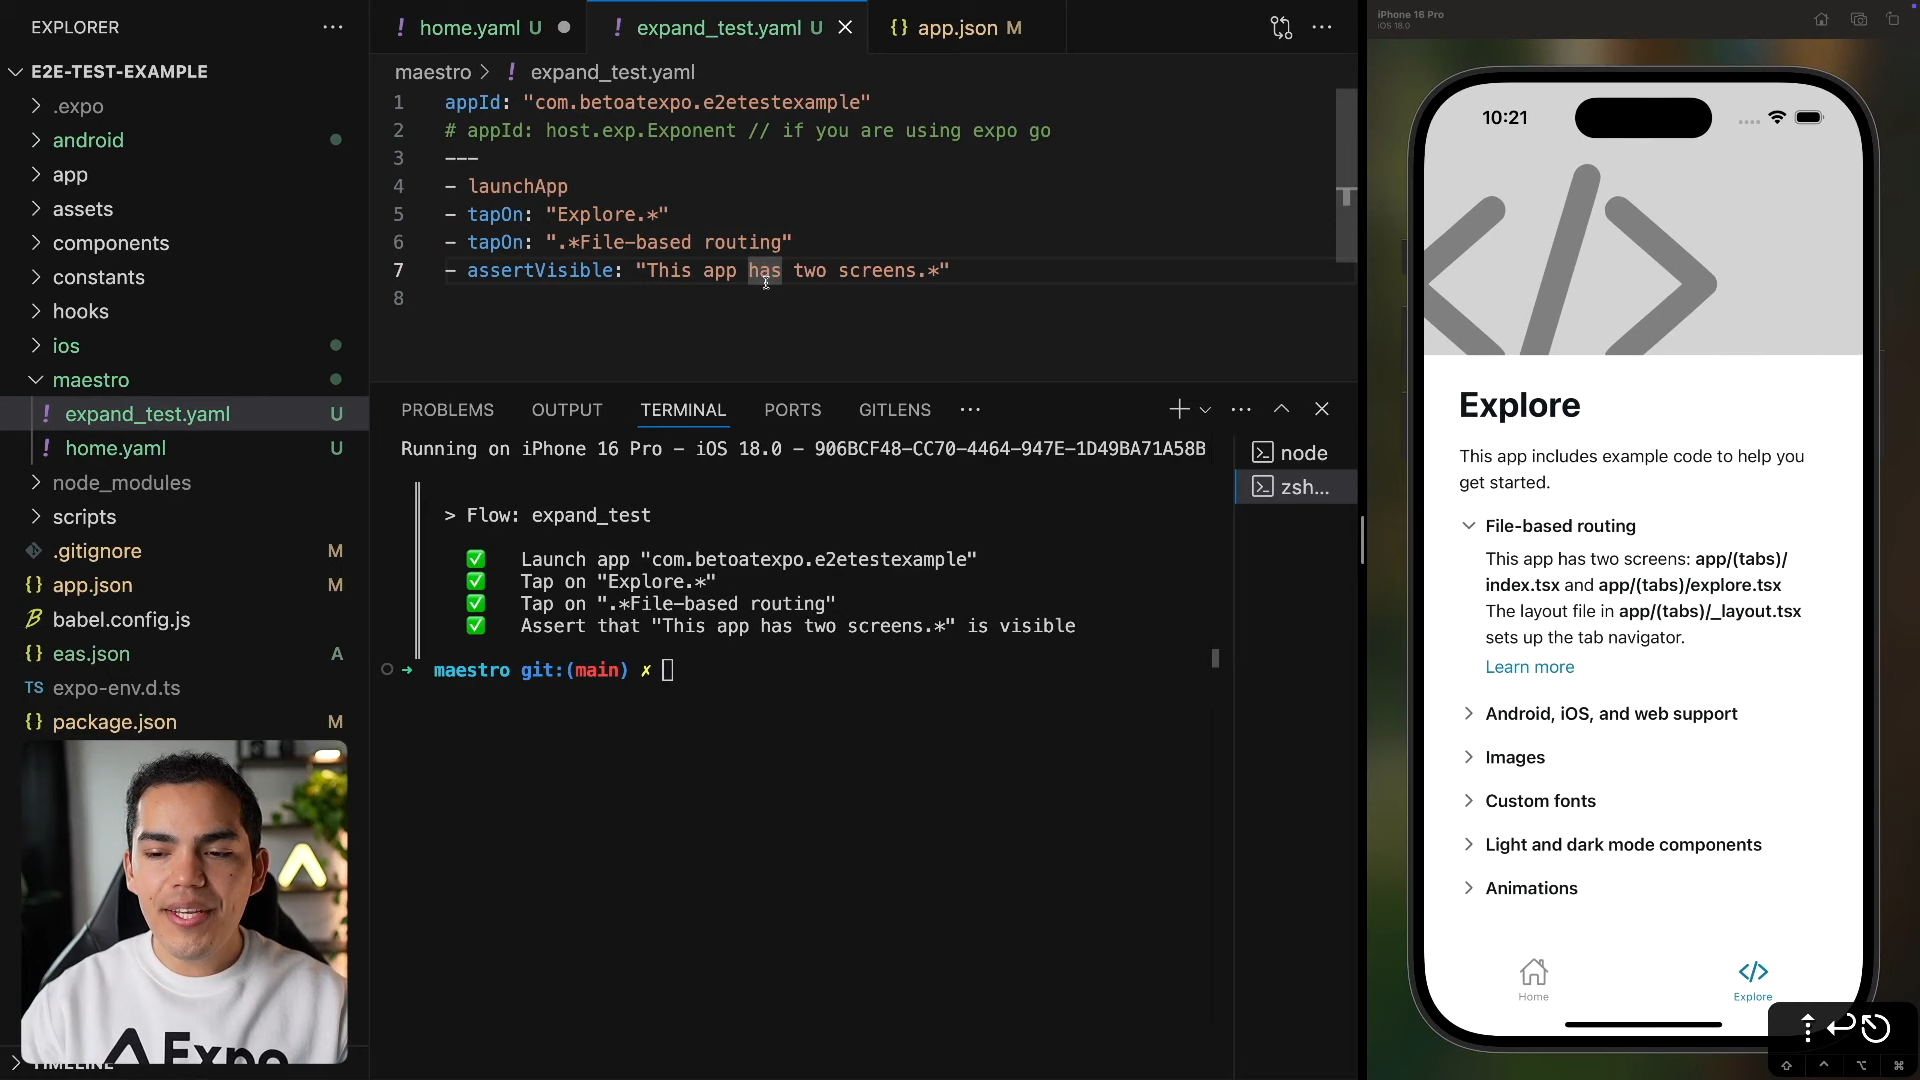 EXPLORER
E2E-TEST-EXAMPLE
.expo
android
app
assets
components
constants
hooks
ios
maestro
expand_test.yaml U
home.yaml U
node_modules
scripts
.gitignore M
app.json M
babel.config.js
eas.json A
TS expo-env.d.ts
package.json M
TIMELINE
Expo
! home.yaml U
! expand_test.yaml U
{} app.json M
maestro > ! expand_test.yaml
1 appId: "com.betoatexpo.e2etestexample"
2 # appId: host.exp.Exponent // if you are using expo go
3 ---
4 - launchApp
5 - tapOn: "Explore.*"
6 - tapOn: ".*File-based routing"
7 - assertVisible: "This app has two screens.*"
8
PROBLEMS OUTPUT TERMINAL PORTS GITLENS
Running on iPhone 16 Pro - iOS 18.0 - 906BCF48-CC70-4464-947E-1D49BA71A58B
> Flow: expand_test
✅ Launch app "com.betoatexpo.e2etestexample"
✅ Tap on "Explore.*"
✅ Tap on ".*File-based routing"
✅ Assert that "This app has two screens.*" is visible
➜ maestro git:(main) ✗
node
zsh...
iPhone 16 Pro
iOS 18.0
10:21
Explore
This app includes example code to help you
get started.
File-based routing
This app has two screens: app/(tabs)/
index.tsx and app/(tabs)/explore.tsx
The layout file in app/(tabs)/_layout.tsx
sets up the tab navigator.
Learn more
Android, iOS, and web support
Images
Custom fonts
Light and dark mode components
Animations
Home
Explore